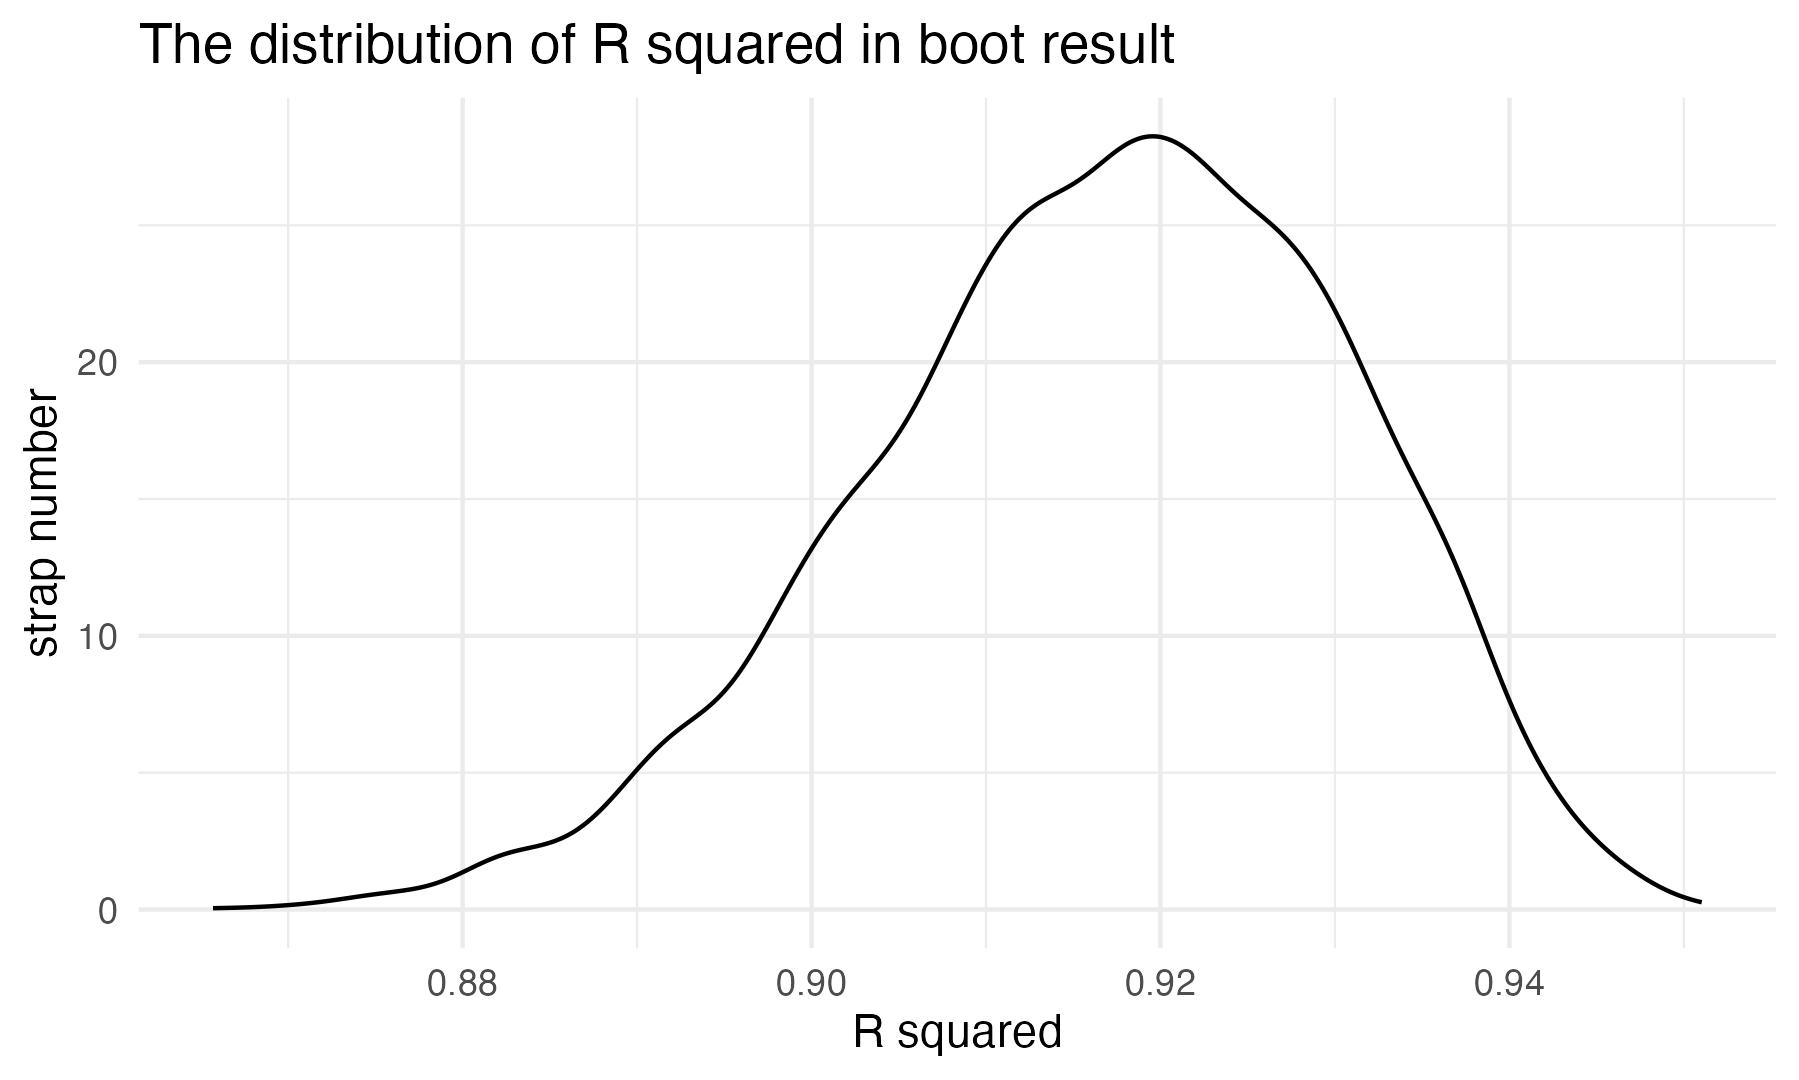 The distribution of R squared in boot result
strap number
20
10
0
0.88
0.90
0.92
0.94
R squared